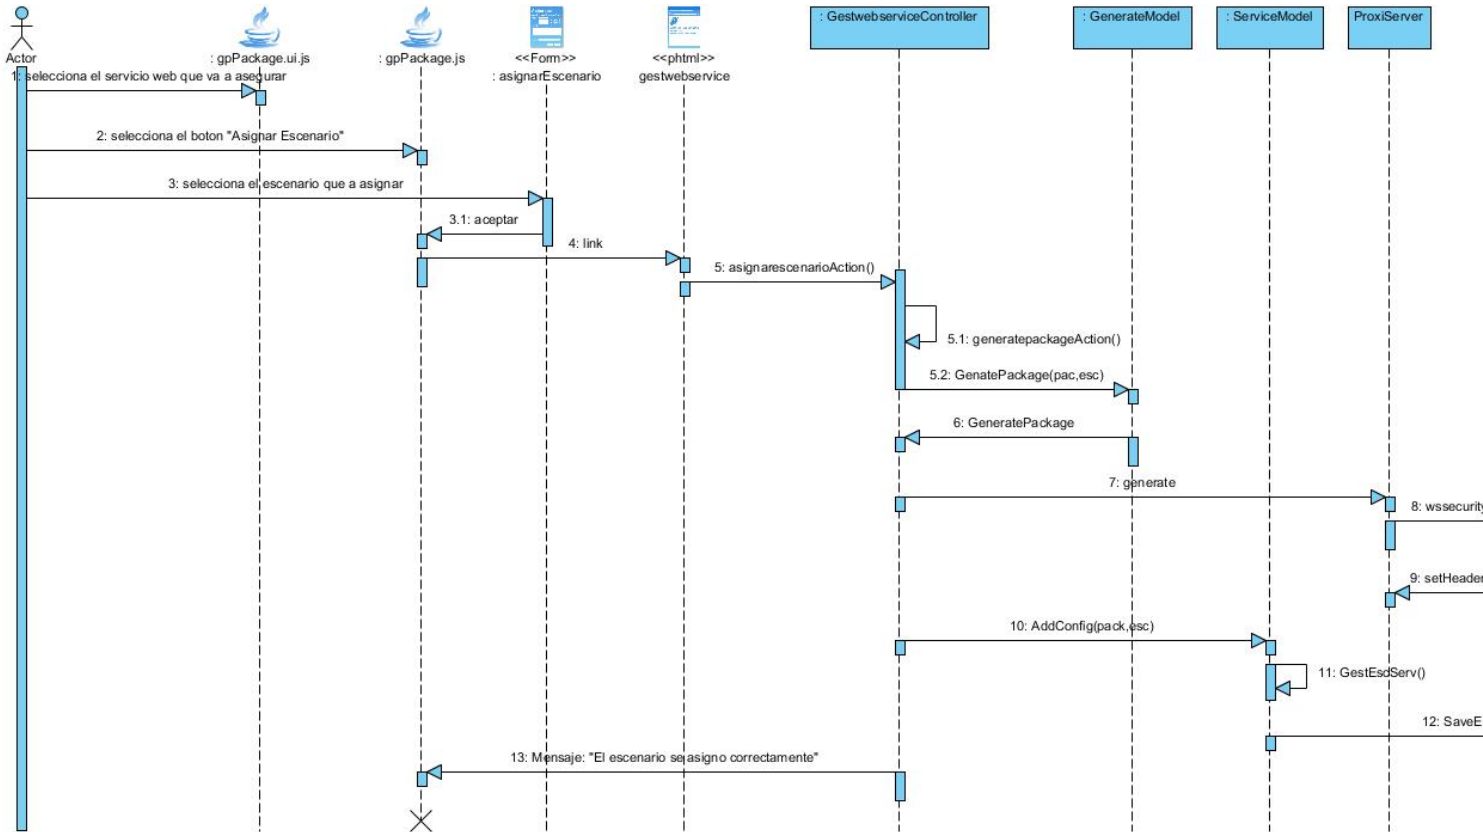 : GestwebserviceController
: GenerateModel
: ServiceModel
ProxiServer
Actor
: gpPackage.ui.js
: gpPackage.js
<<Form>>
: asignarEscenario
<<phtml>>
gestwebservice
1: selecciona el servicio web que va a asegurar
2: selecciona el boton "Asignar Escenario"
3: selecciona el escenario que a asignar
3.1: aceptar
4: link
5: asignarescenarioAction()
5.1: generatepackageAction()
5.2: GenatePackage(pac,esc)
6: GeneratePackage
7: generate
8: wssecurity
9: setHeader
10: AddConfig(pack,esc)
11: GestEscServ()
12: SaveE
13: Mensaje: "El escenario se asigno correctamente"